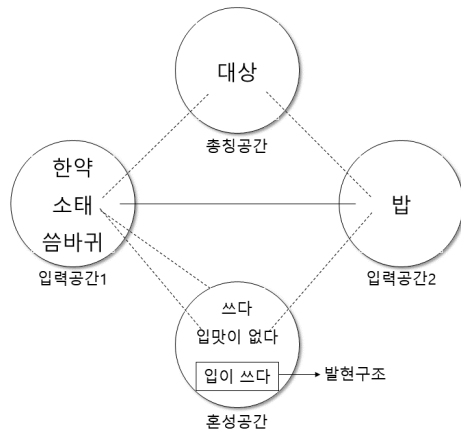 대상
총칭공간
한약
소태
씀바귀
입력공간1
밥
입력공간2
쓰다
입맛이 없다
입이 쓰다
발현구조
혼성공간